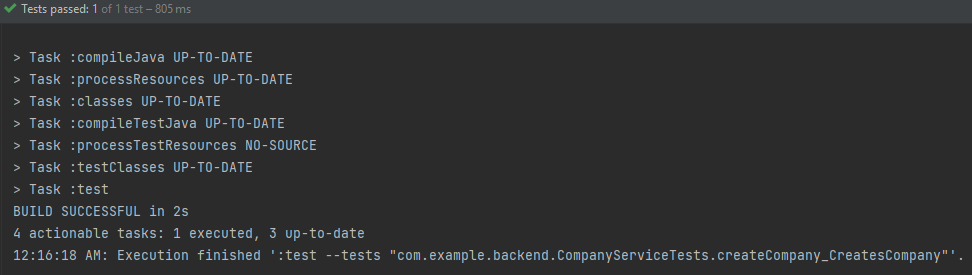 Tests passed: 1 of 1 test – 805 ms
> Task :compileJava UP-TO-DATE
> Task :processResources UP-TO-DATE
> Task :classes UP-TO-DATE
> Task :compileTestJava UP-TO-DATE
> Task :processTestResources NO-SOURCE
> Task :testClasses UP-TO-DATE
> Task :test
BUILD SUCCESSFUL in 2s
4 actionable tasks: 1 executed, 3 up-to-date
12:16:18 AM: Execution finished ':test --tests "com.example.backend.CompanyServiceTests.createCompany_CreatesCompany"'.